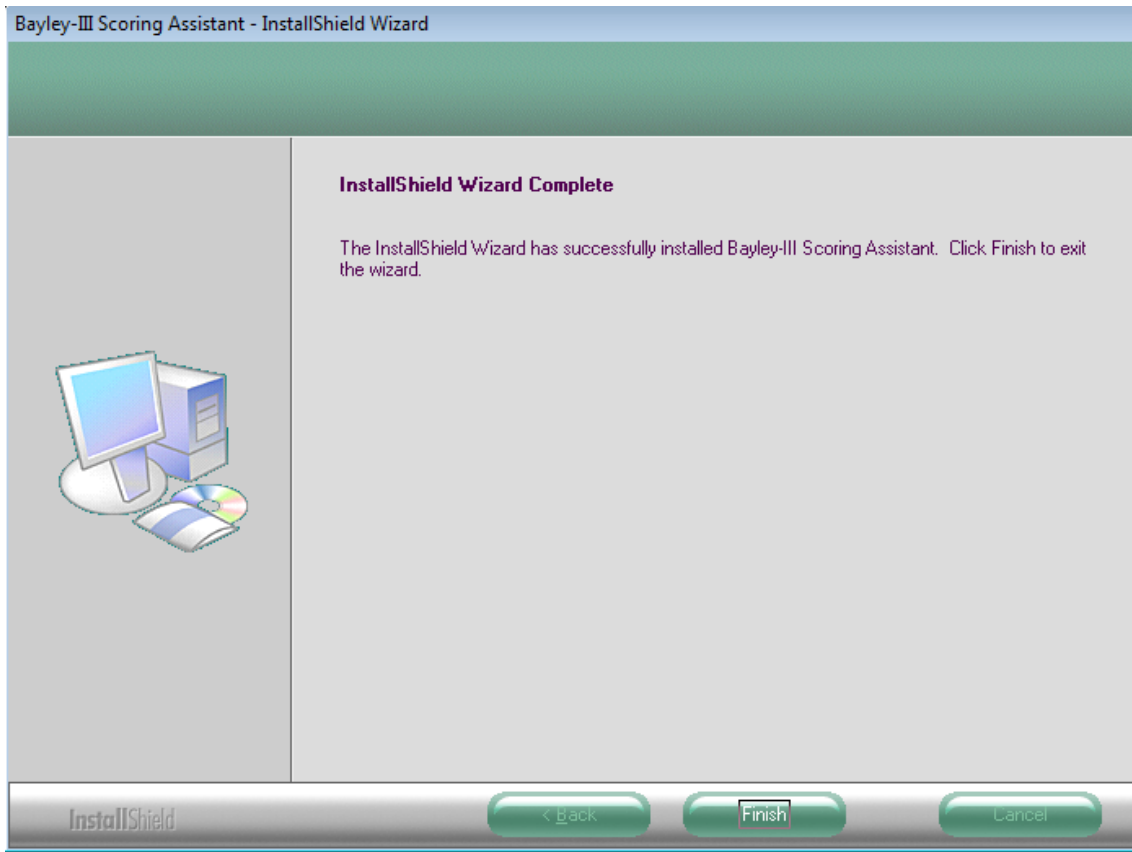 Bayley-III Scoring Assistant - InstallShield Wizard
InstallShield Wizard Complete
The InstallShield Wizard has successfully installed Bayley-III Scoring Assistant.  Click Finish to exit
the wizard.
InstallShield
< Back
Finish
Cancel